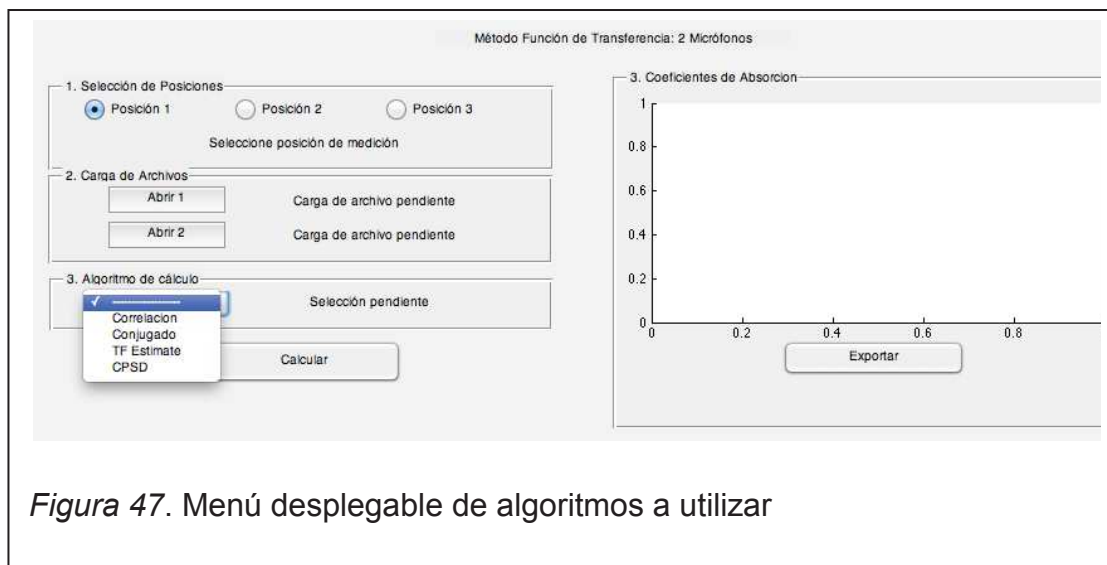 Método Función de Transferencia: 2 Micrófonos
1. Selección de Posiciones
Posición 1 Posición 2 Posición 3
Seleccione posición de medición
2. Carga de Archivos
Abrir 1 Carga de archivo pendiente
Abrir 2 Carga de archivo pendiente
3. Algoritmo de cálculo
Selección pendiente
Correlacion
Conjugado
TF Estimate
CPSD
Calcular
3. Coeficientes de Absorcion
1
0.8
0.6
0.4
0.2
0
0 0.2 0.4 0.6 0.8
Exportar
Figura 47. Menú desplegable de algoritmos a utilizar